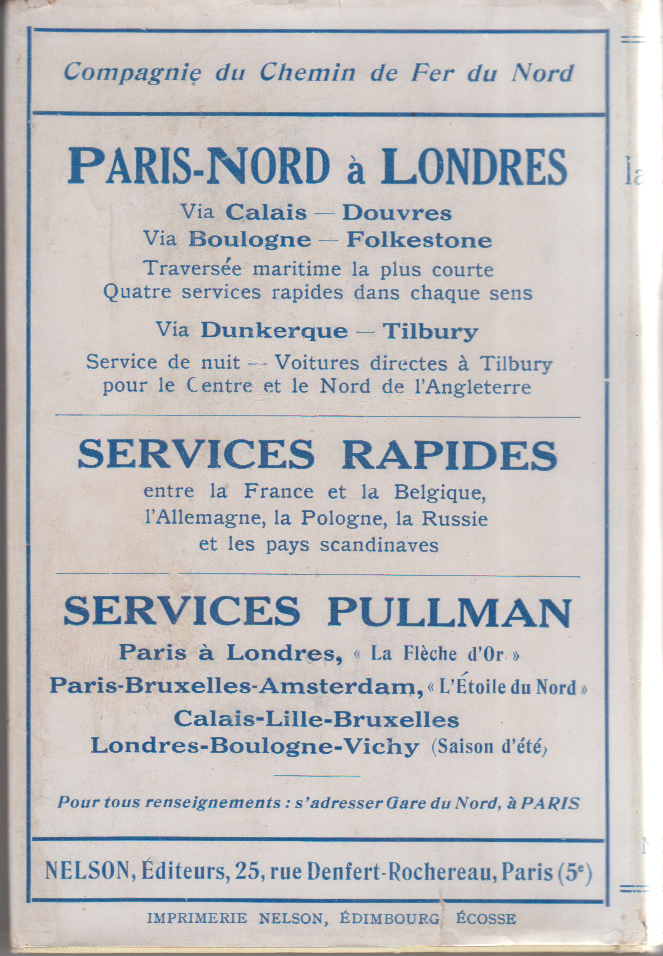 Compagnie du Chemin de Fer du Nord
PARIS-NORD à LONDRES
Via Calais — Douvres
Via Boulogne — Folkestone
Traversée maritime la plus courte
Quatre services rapides dans chaque sens
Via Dunkerque — Tilbury
Service de nuit — Voitures directes à Tilbury
pour le Centre et le Nord de l'Angleterre
SERVICES RAPIDES
entre la France et la Belgique,
l'Allemagne, la Pologne, la Russie
et les pays scandinaves
SERVICES PULLMAN
Paris à Londres, « La Flèche d'Or »
Paris-Bruxelles-Amsterdam, « L'Étoile du Nord »
Calais-Lille-Bruxelles
Londres-Boulogne-Vichy (Saison d'été)
Pour tous renseignements : s'adresser Gare du Nord, à PARIS
NELSON, Éditeurs, 25, rue Denfert-Rochereau, Paris (5e)
IMPRIMERIE NELSON, ÉDIMBOURG ÉCOSSE